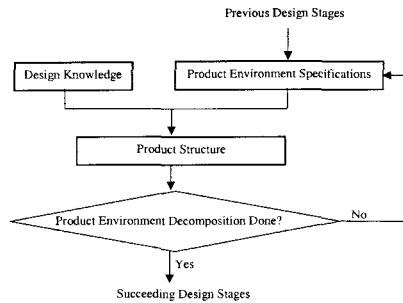 Previous Design Stages
Design Knowledge
Product Environment Specifications
Product Structure
Product Environment Decomposition Done?
No
Yes
Succeeding Design Stages